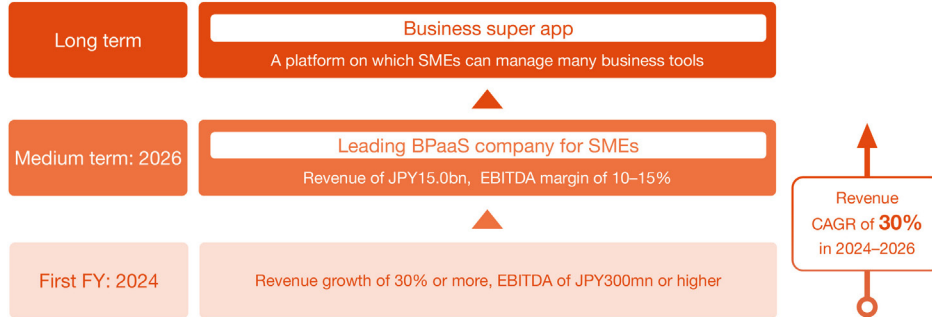 Long term
Business super app
A platform on which SMEs can manage many business tools
Medium term: 2026
Leading BPaaS company for SMEs
Revenue of JPY15.0bn, EBITDA margin of 10–15%
First FY: 2024
Revenue growth of 30% or more, EBITDA of JPY300mn or higher
Revenue
CAGR of 30%
in 2024–2026